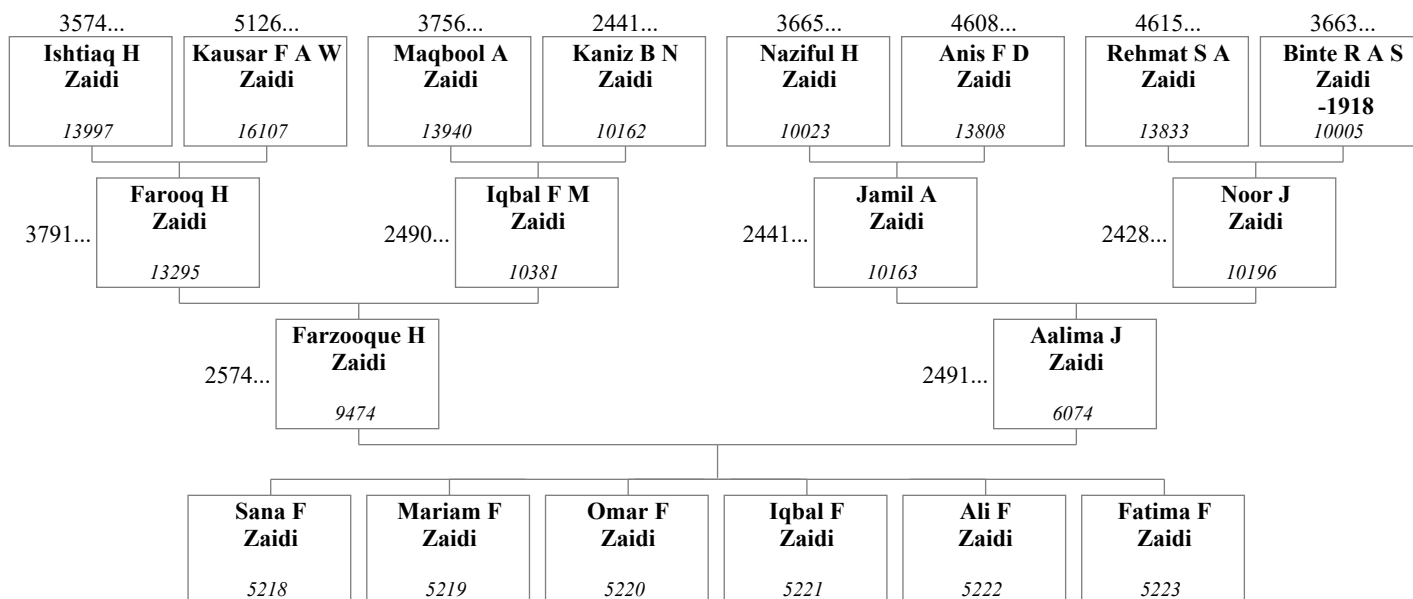 3574... 5126... 3756... 2441... 3665... 4608... 4615... 3663...
Ishtiaq H Kausar F A W Maqbool A Kaniz B N Naziful H Anis F D Rehmat S A Binte R A S
Zaidi Zaidi Zaidi Zaidi Zaidi Zaidi Zaidi Zaidi
-1918
13997 16107 13940 10162 10023 13808 13833 10005
Farooq H Iqbal F M Jamil A Noor J
Zaidi Zaidi Zaidi Zaidi
3791... 2490... 2441... 2428...
13295 10381 10163 10196
Farzooque H Aalima J
Zaidi Zaidi
2574... 2491...
9474 6074
Sana F Mariam F Omar F Iqbal F Ali F Fatima F
Zaidi Zaidi Zaidi Zaidi Zaidi Zaidi
5218 5219 5220 5221 5222 5223